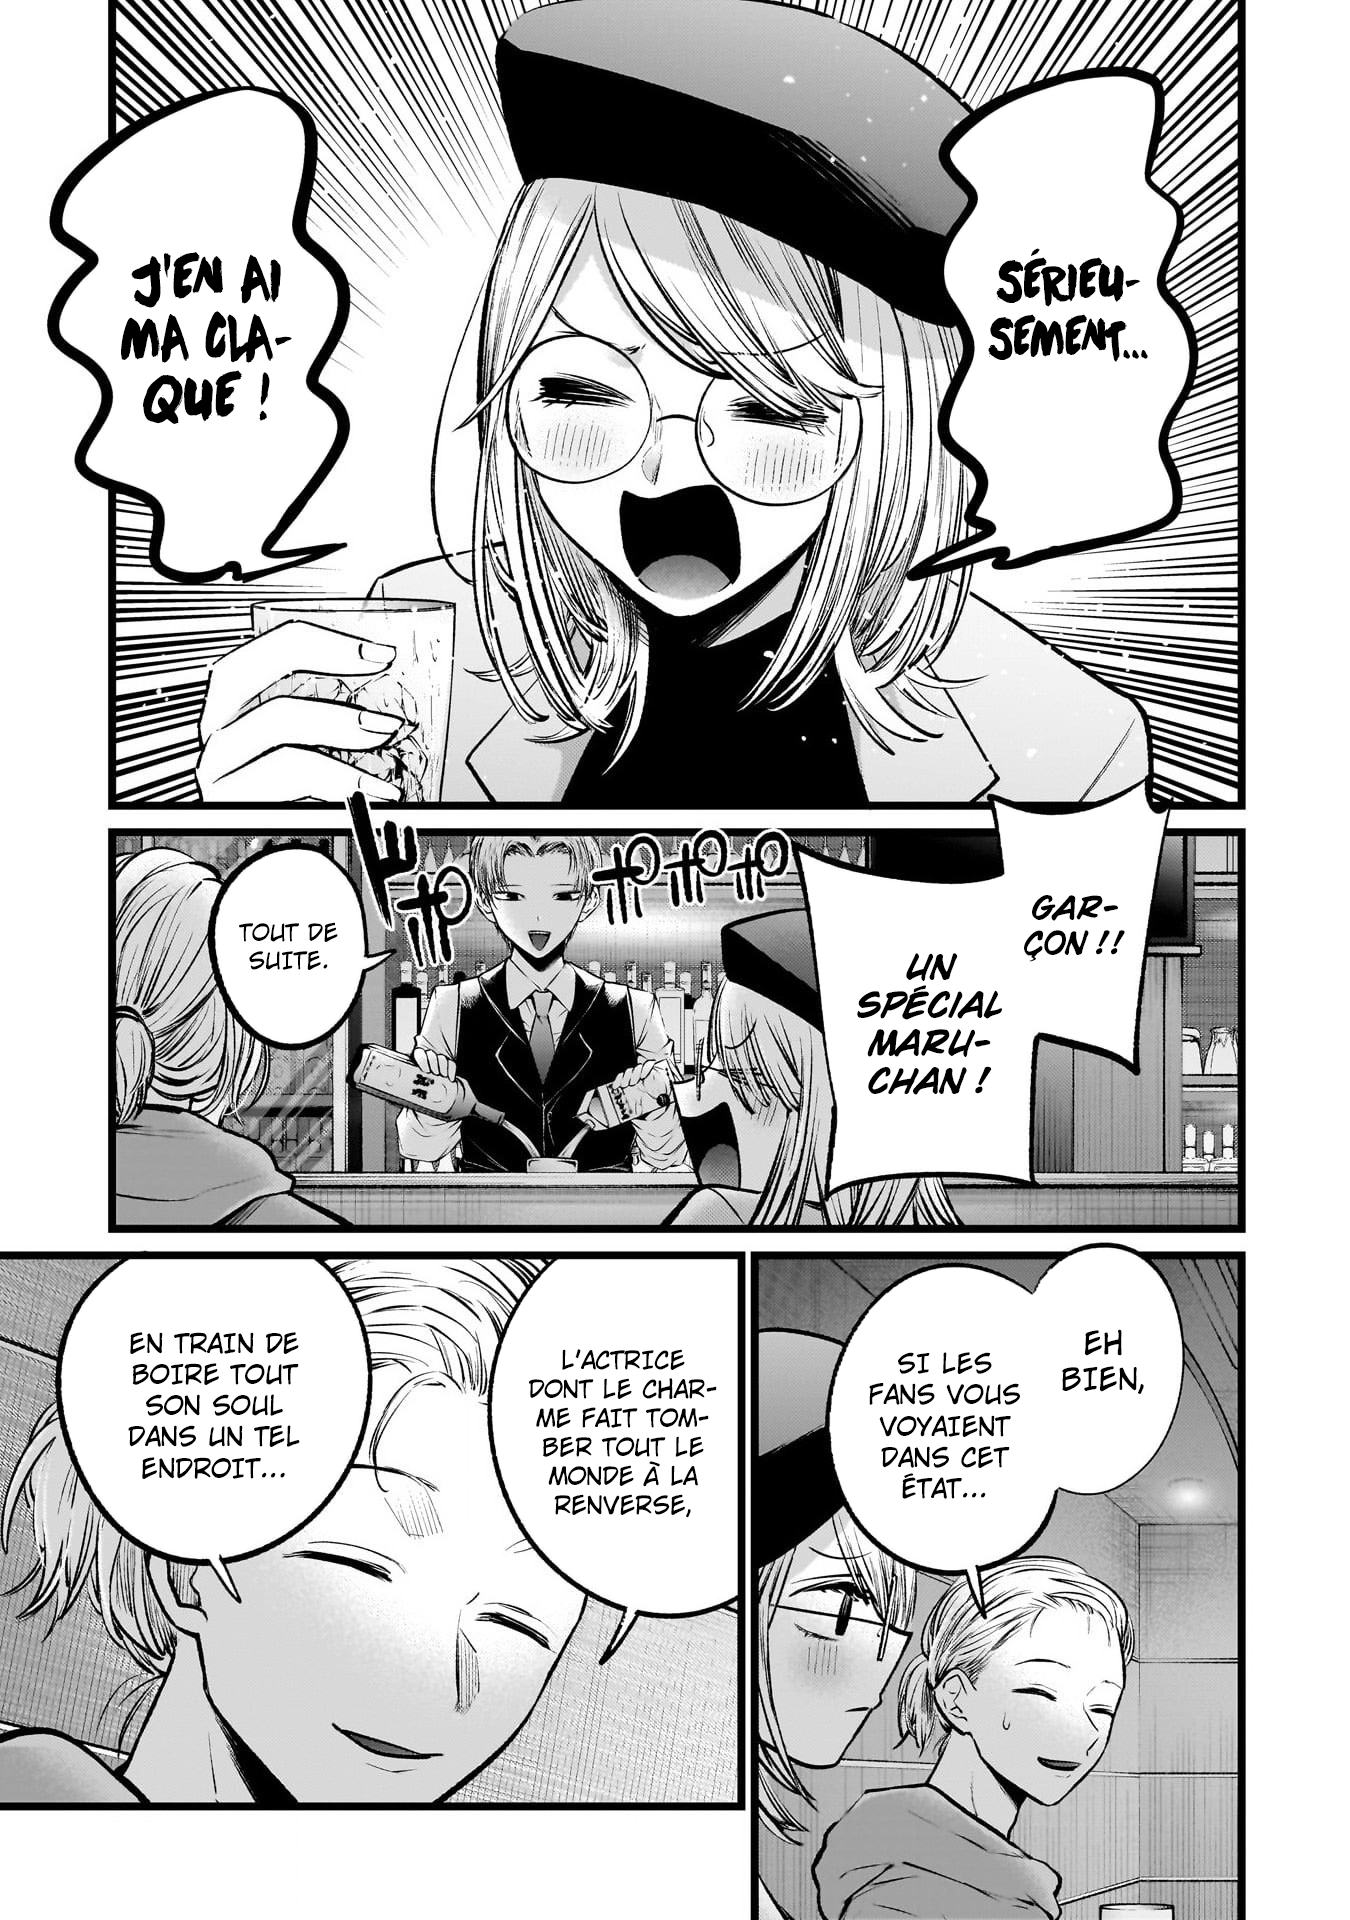 SÉRIEU-
SEMENT...
J'EN AI
MA CLA-
QUE !
GAR-
ÇON !!
UN
SPÉCIAL
MARU-
CHAN !
TOUT DE
SUITE.
EH
BIEN,
SI LES
FANS VOUS
VOYAIENT
DANS CET
ÉTAT...
L'ACTRICE
DONT LE CHAR-
ME FAIT TOM-
BER TOUT LE
MONDE À LA
RENVERSE,
EN TRAIN DE
BOIRE TOUT
SON SOUL
DANS UN TEL
ENDROIT...